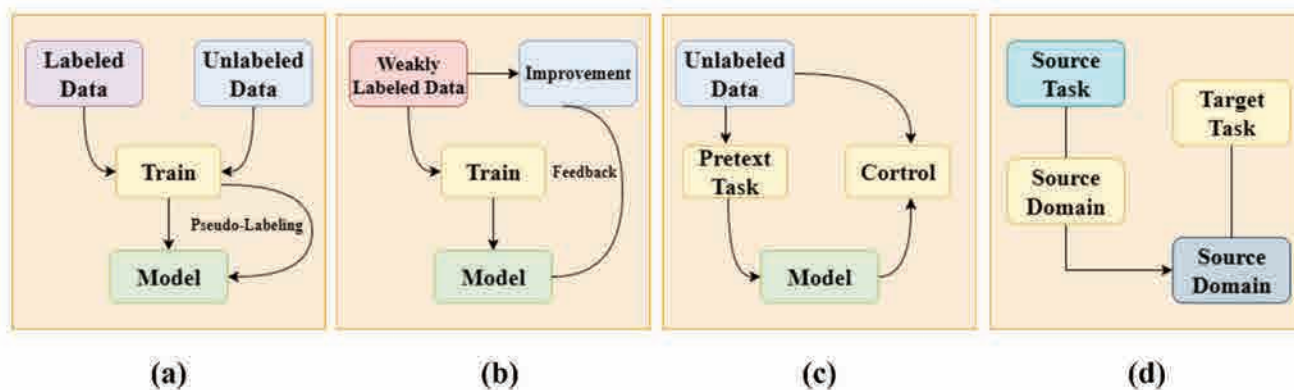 Labeled
Data
Unlabeled
Data
Train
Pseudo-Labeling
Model
(a)
Weakly
Labeled Data
Improvement
Train
Feedback
Model
(b)
Unlabeled
Data
Pretext
Task
Cortrol
Model
(c)
Source
Task
Target
Task
Source
Domain
Source
Domain
(d)